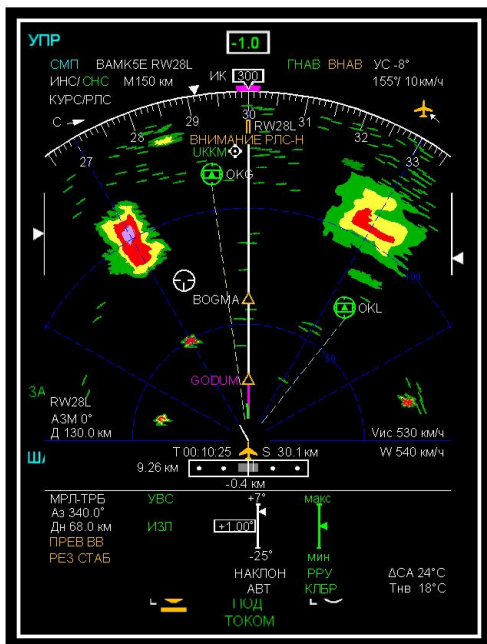 УПР
-1.0
СМП ВАМК5Е RW28L ИК 300 ГНАВ ВНАВ УС -8°
ИНС/СНС М150 км 155°/ 10км/ч
КУРС/РЛС
С
27 28 29 30 31 32 33
RW28L
ВНИМАНИЕ РЛС-Н
UKKM
OKG
BOGMA
OKL
GODUM
ЗА
RW28L
АЗМ 0°
Д 130.0 км
Vис 530 км/ч
Ш
Т 00:10:25 S 30.1 км
W 540 км/ч
9.26 км
-0.4 км
МРЛ-ТРБ УВС +7° макс
Аз 340.0°
Дн 68.0 км ИЗЛ +1.00°
ПРЕВ ВВ
РЕЗ СТАБ -25° мин
НАКЛОН РРУ ΔСА 24°С
АВТ КЛБР Тнв 18°С
ПОД
ТОКОМ